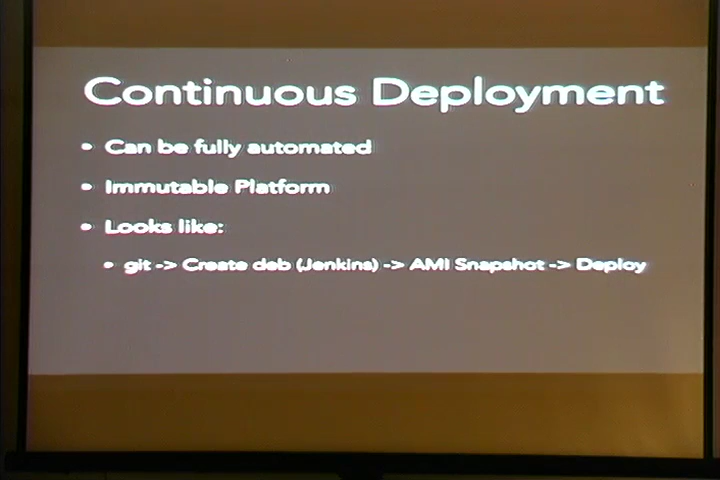 Continuous Deployment
• Can be fully automated
• Immutable Platform
• Looks like:
• git -> Create deb (Jenkins) -> AMI Snapshot -> Deploy